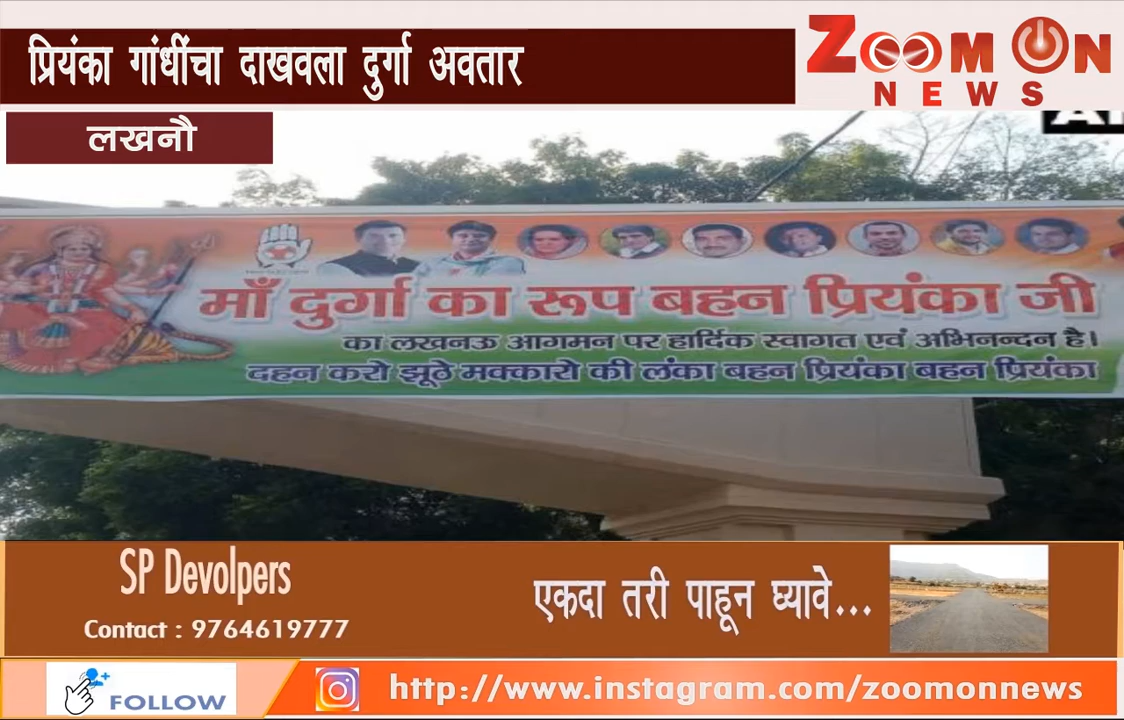 प्रियंका गांधींचा दाखवला दुर्गा अवतार
ZOOM ON
NEWS
लखनौ
माँ दुर्गा का रूप बहन प्रियंका जी
का लखनऊ आगमन पर हार्दिक स्वागत एवं अभिनन्दन है।
दहन करो झूठे मक्कारो की लंका बहन प्रियंका बहन प्रियंका
SP Devolpers
Contact : 9764619777
एकदा तरी पाहून घ्यावे...
FOLLOW
http://www.instagram.com/zoomonnews